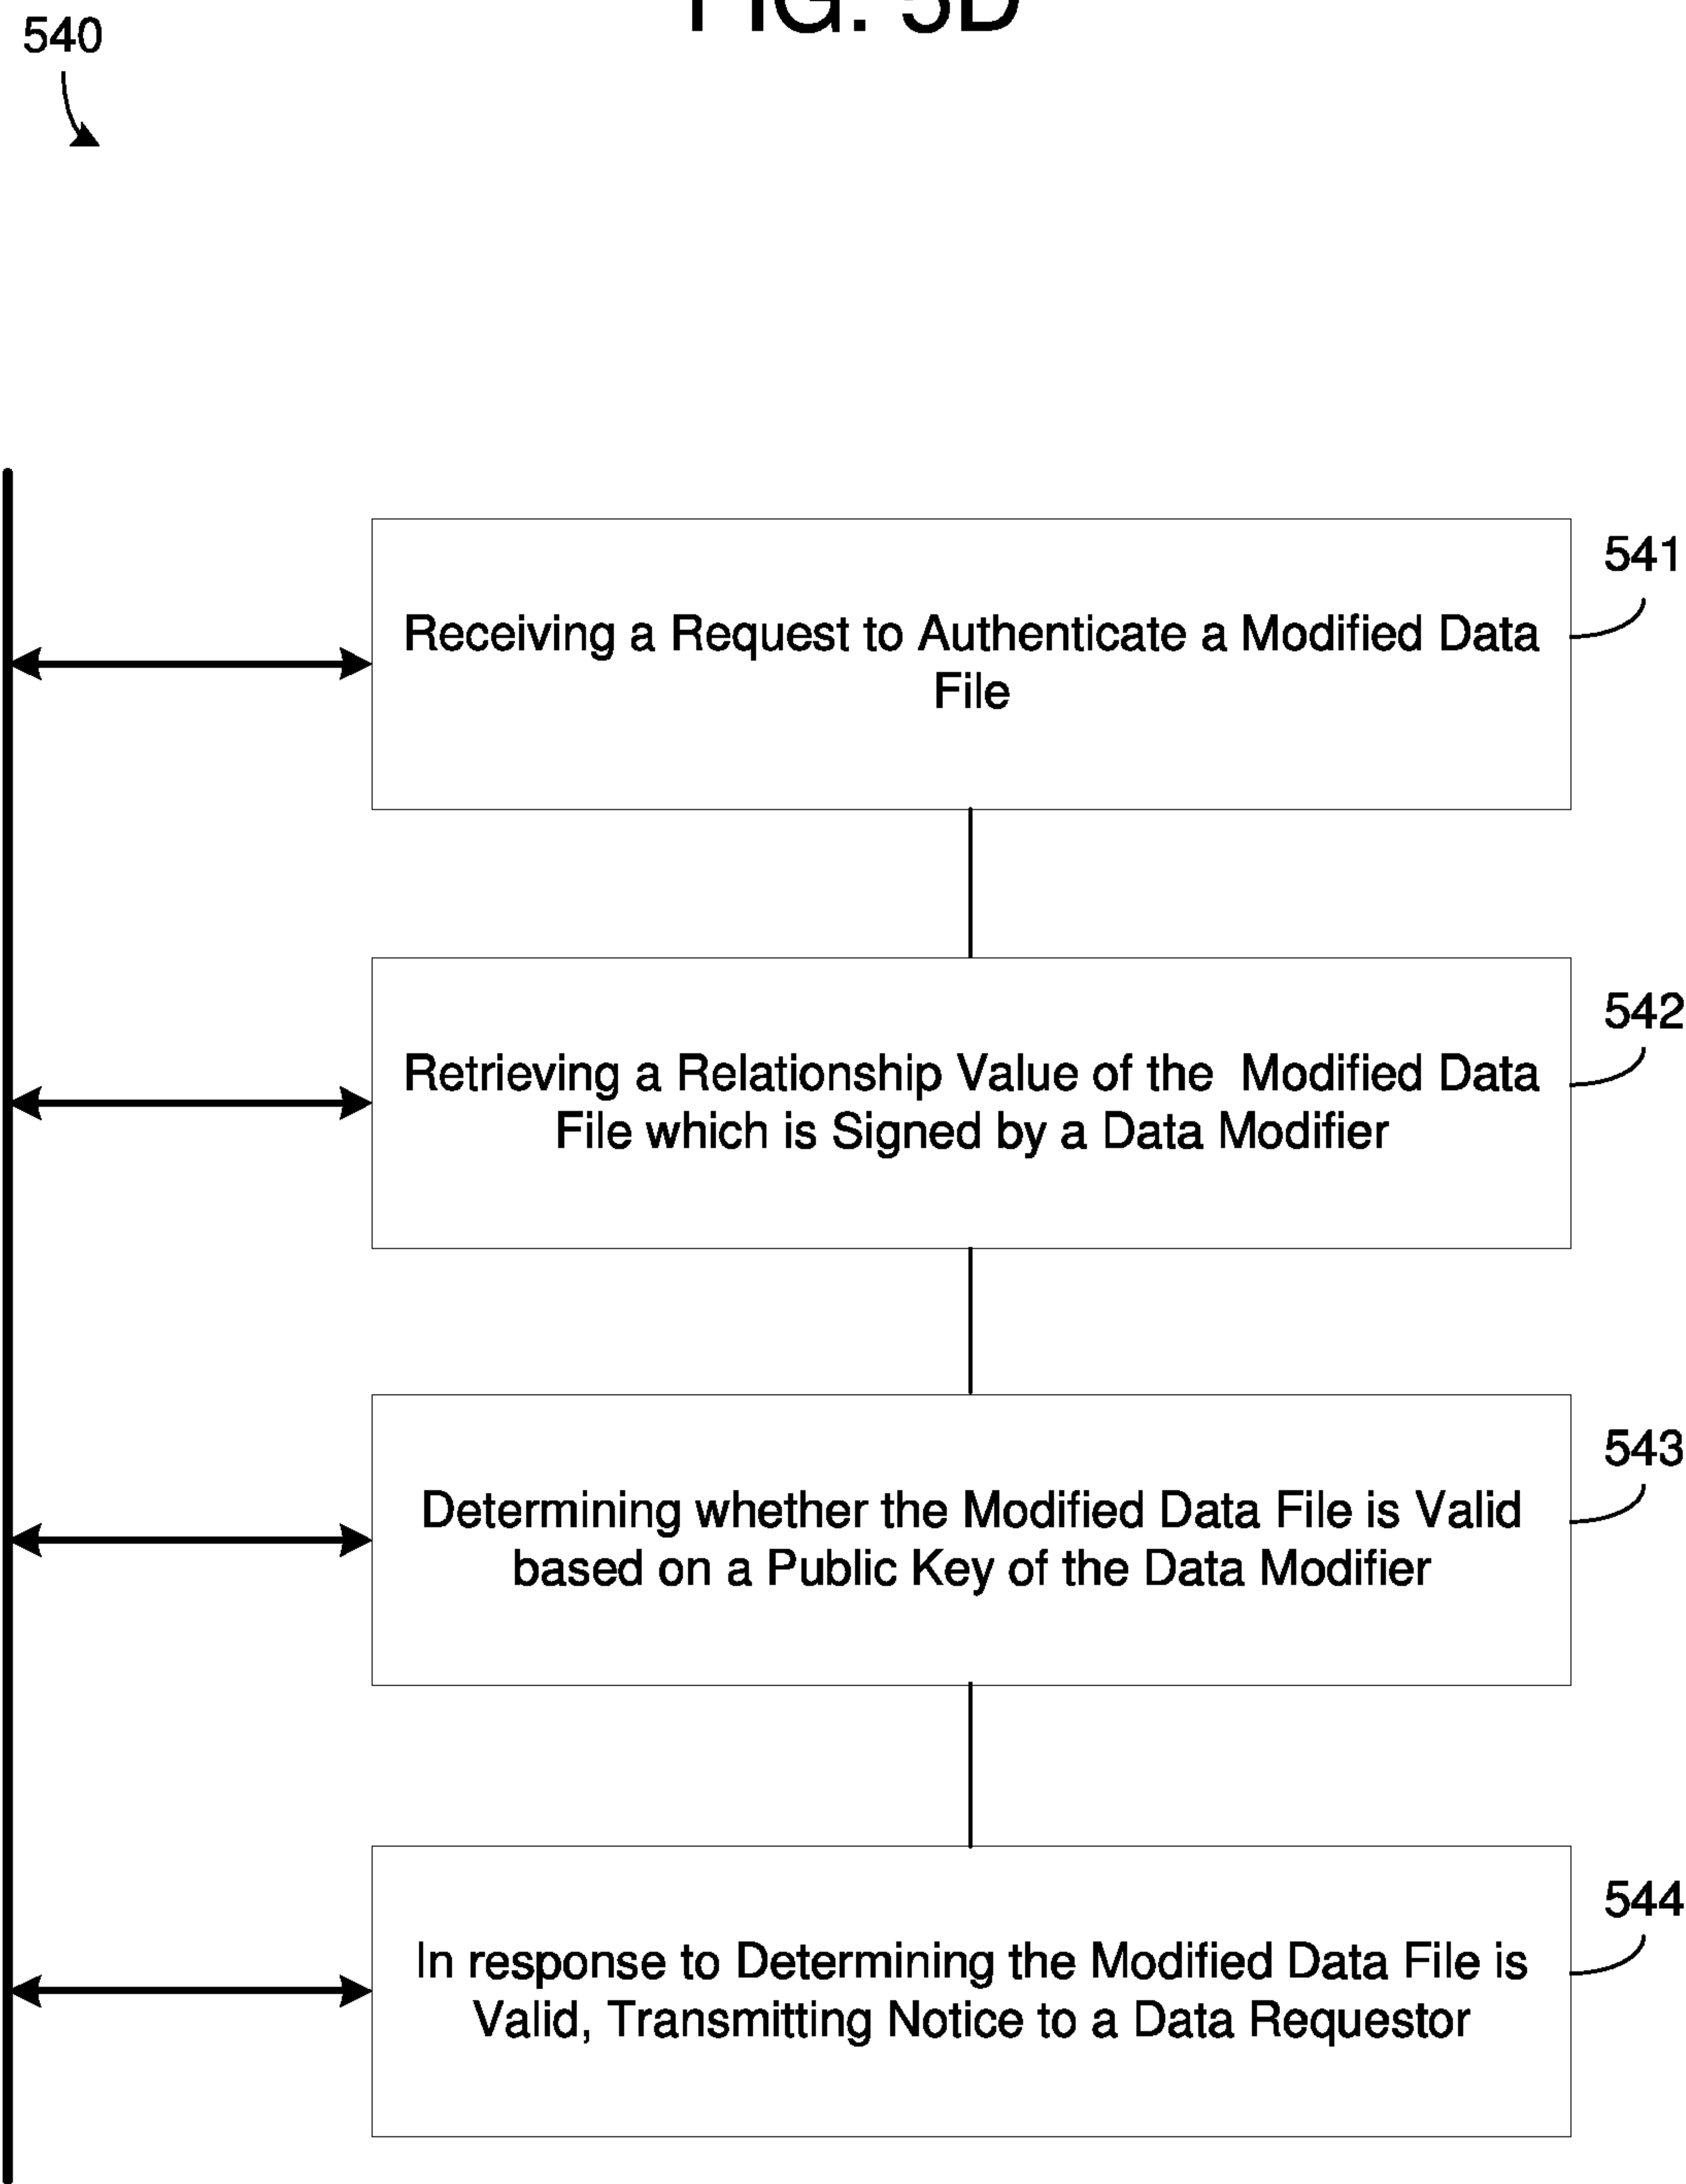 FIG. 5D
540
541
Receiving a Request to Authenticate a Modified Data
File
542
Retrieving a Relationship Value of the Modified Data
File which is Signed by a Data Modifier
543
Determining whether the Modified Data File is Valid
based on a Public Key of the Data Modifier
544
In response to Determining the Modified Data File is
Valid, Transmitting Notice to a Data Requestor